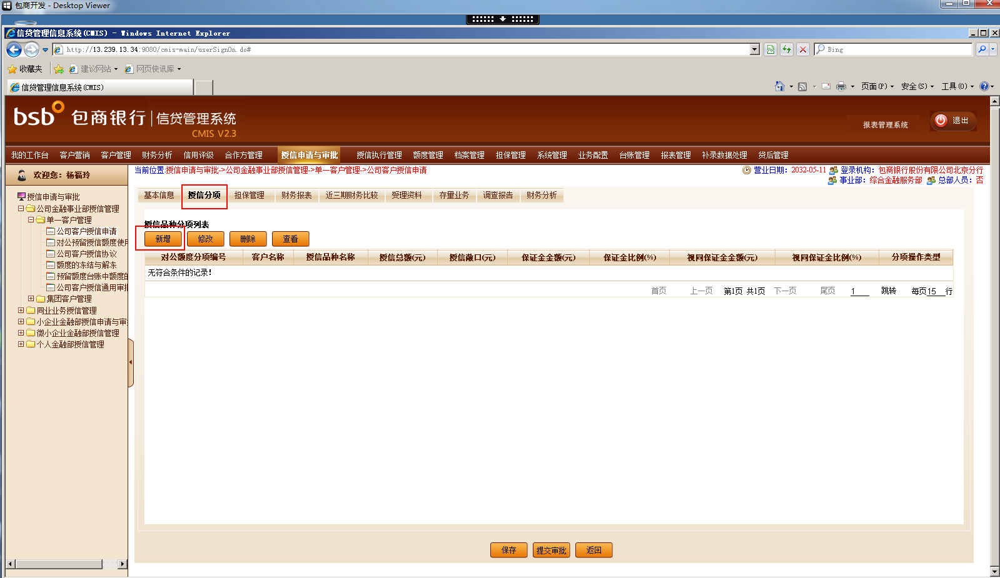 包商开发 - Desktop Viewer
信贷管理信息系统(CMIS) - Windows Internet Explorer
http://13.239.13.34:9080/cmis-main/userSignOn.do#
Bing
收藏夹 建议网站 网页快讯库
信贷管理信息系统(CMIS)
页面(P) 安全(S) 工具(O)
bsb 包商银行 信贷管理系统
CMIS V2.3
报表管理系统 退出
我的工作台 客户营销 客户管理 财务分析 信用评级 合作方管理 授信申请与审批 授信执行管理 额度管理 档案管理 担保管理 系统管理 业务配置 台账管理 报表管理 补录数据处理 贷后管理
欢迎您：杨福玲
当前位置:授信申请与审批->公司金融事业部授信管理->单一客户管理->公司客户授信申请
营业日期：2032-05-11 登录机构：包商银行股份有限公司北京分行
事业部：综合金融服务部 总部人员：否
授信申请与审批
公司金融事业部授信管理
单一客户管理
公司客户授信申请
对公预留授信额度使用
公司客户授信协议
额度的冻结与解冻
预留额度台账中额度的
公司客户授信通用审批
集团客户管理
同业业务授信管理
小企业金融部授信申请与审批
微小企业金融部授信管理
个人金融部授信管理
基本信息 授信分项 担保管理 财务报表 近三期财务比较 受理资料 存量业务 调查报告 财务分析
授信品种分项列表
新增 修改 删除 查看
对公额度分项编号 客户名称 授信品种名称 授信总额(元) 授信敞口(元) 保证金金额(元) 保证金比例(%) 视同保证金金额(元) 视同保证金比例(%) 分项操作类型
无符合条件的记录!
首页 上一页 第1页 共1页 下一页 尾页 1 跳转 每页15 行
保存 提交审批 返回